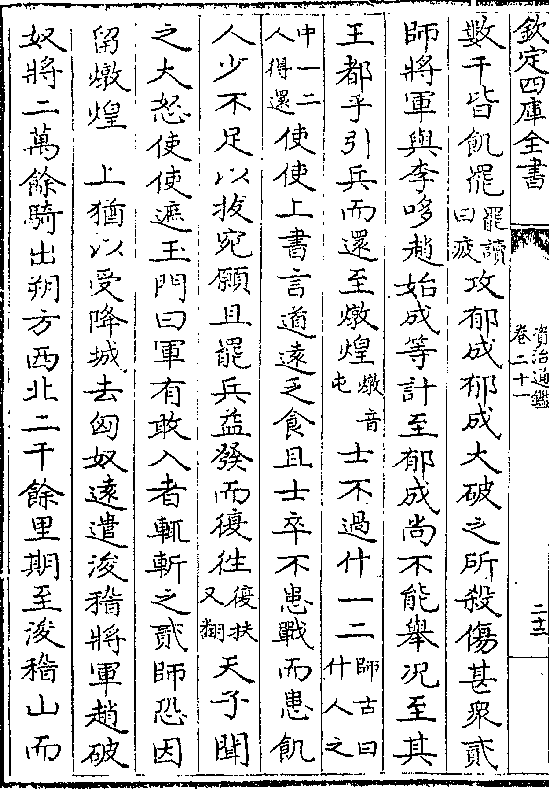 欽定四庫全書
資治通鑑
卷二十一
二十三
數千皆飢罷罷讀曰疲攻郁成郁成大破之所殺傷甚衆貳
師將軍與李哆趙始成等計至郁成尚不能舉况至其
王都乎引兵而還至燉煌燉音屯士不過什一二師古曰什人之
中一二人得還使使上書言道逺乏食且士卒不患戰而患飢
人少不足以拔宛願且罷兵益發而復徃復扶又翻天子聞
之大怒使使遮玉門曰軍有敢入者輒斬之貳師恐因
留燉煌 上猶以受降城去匈奴逺遣浚稽將軍趙破
奴將二萬餘騎出朔方西北二千餘里期至浚稽山而